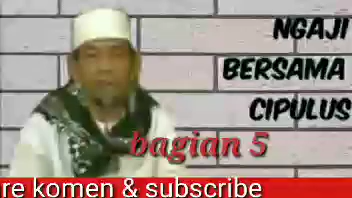 NGAJI
BERSAMA
CIPULUS
bagian 5
re komen & subscribe